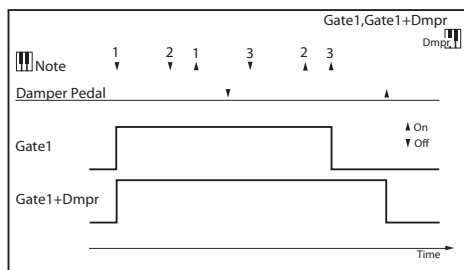 Gate1,Gate1+Dmpr
Dmpr
1 2 1 3 2 3
Note
Damper Pedal
Gate1
On
Off
Gate1+Dmpr
Time